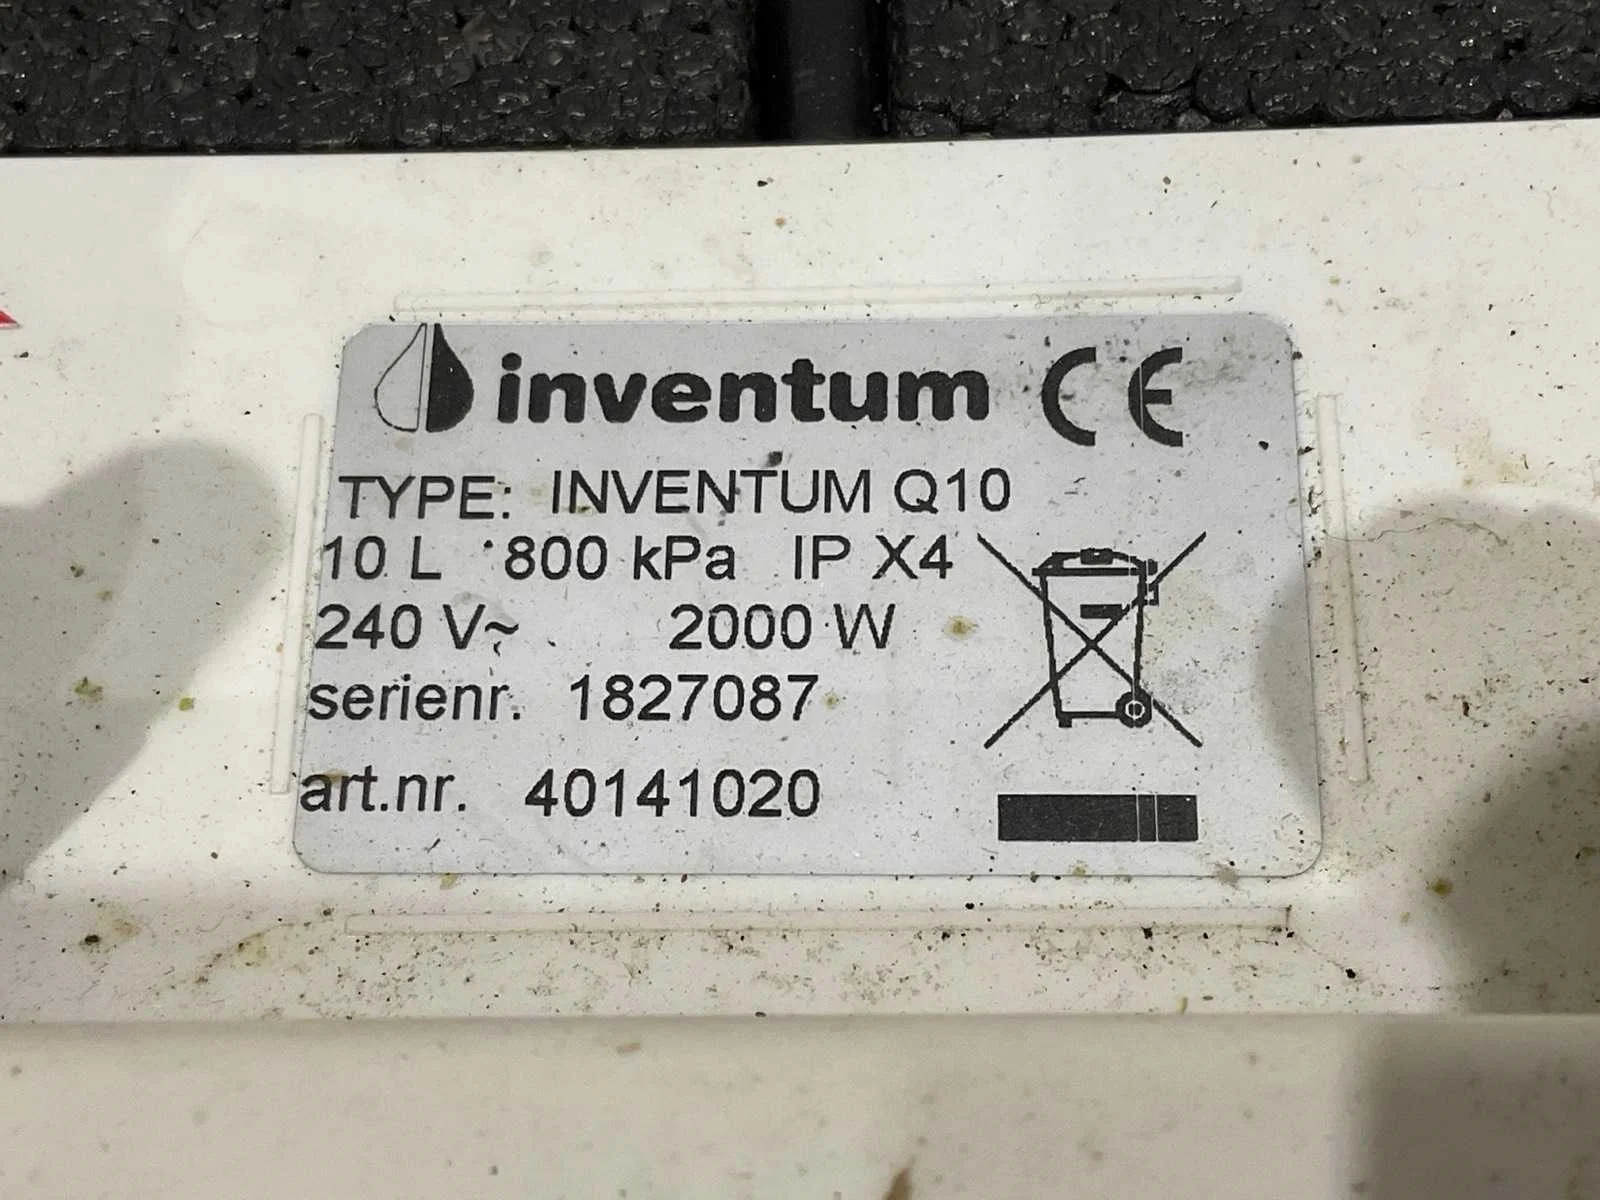 inventum CE
TYPE: INVENTUM Q10
10 L 800 kPa IP X4
240 V~ 2000 W
serienr. 1827087
art.nr. 40141020